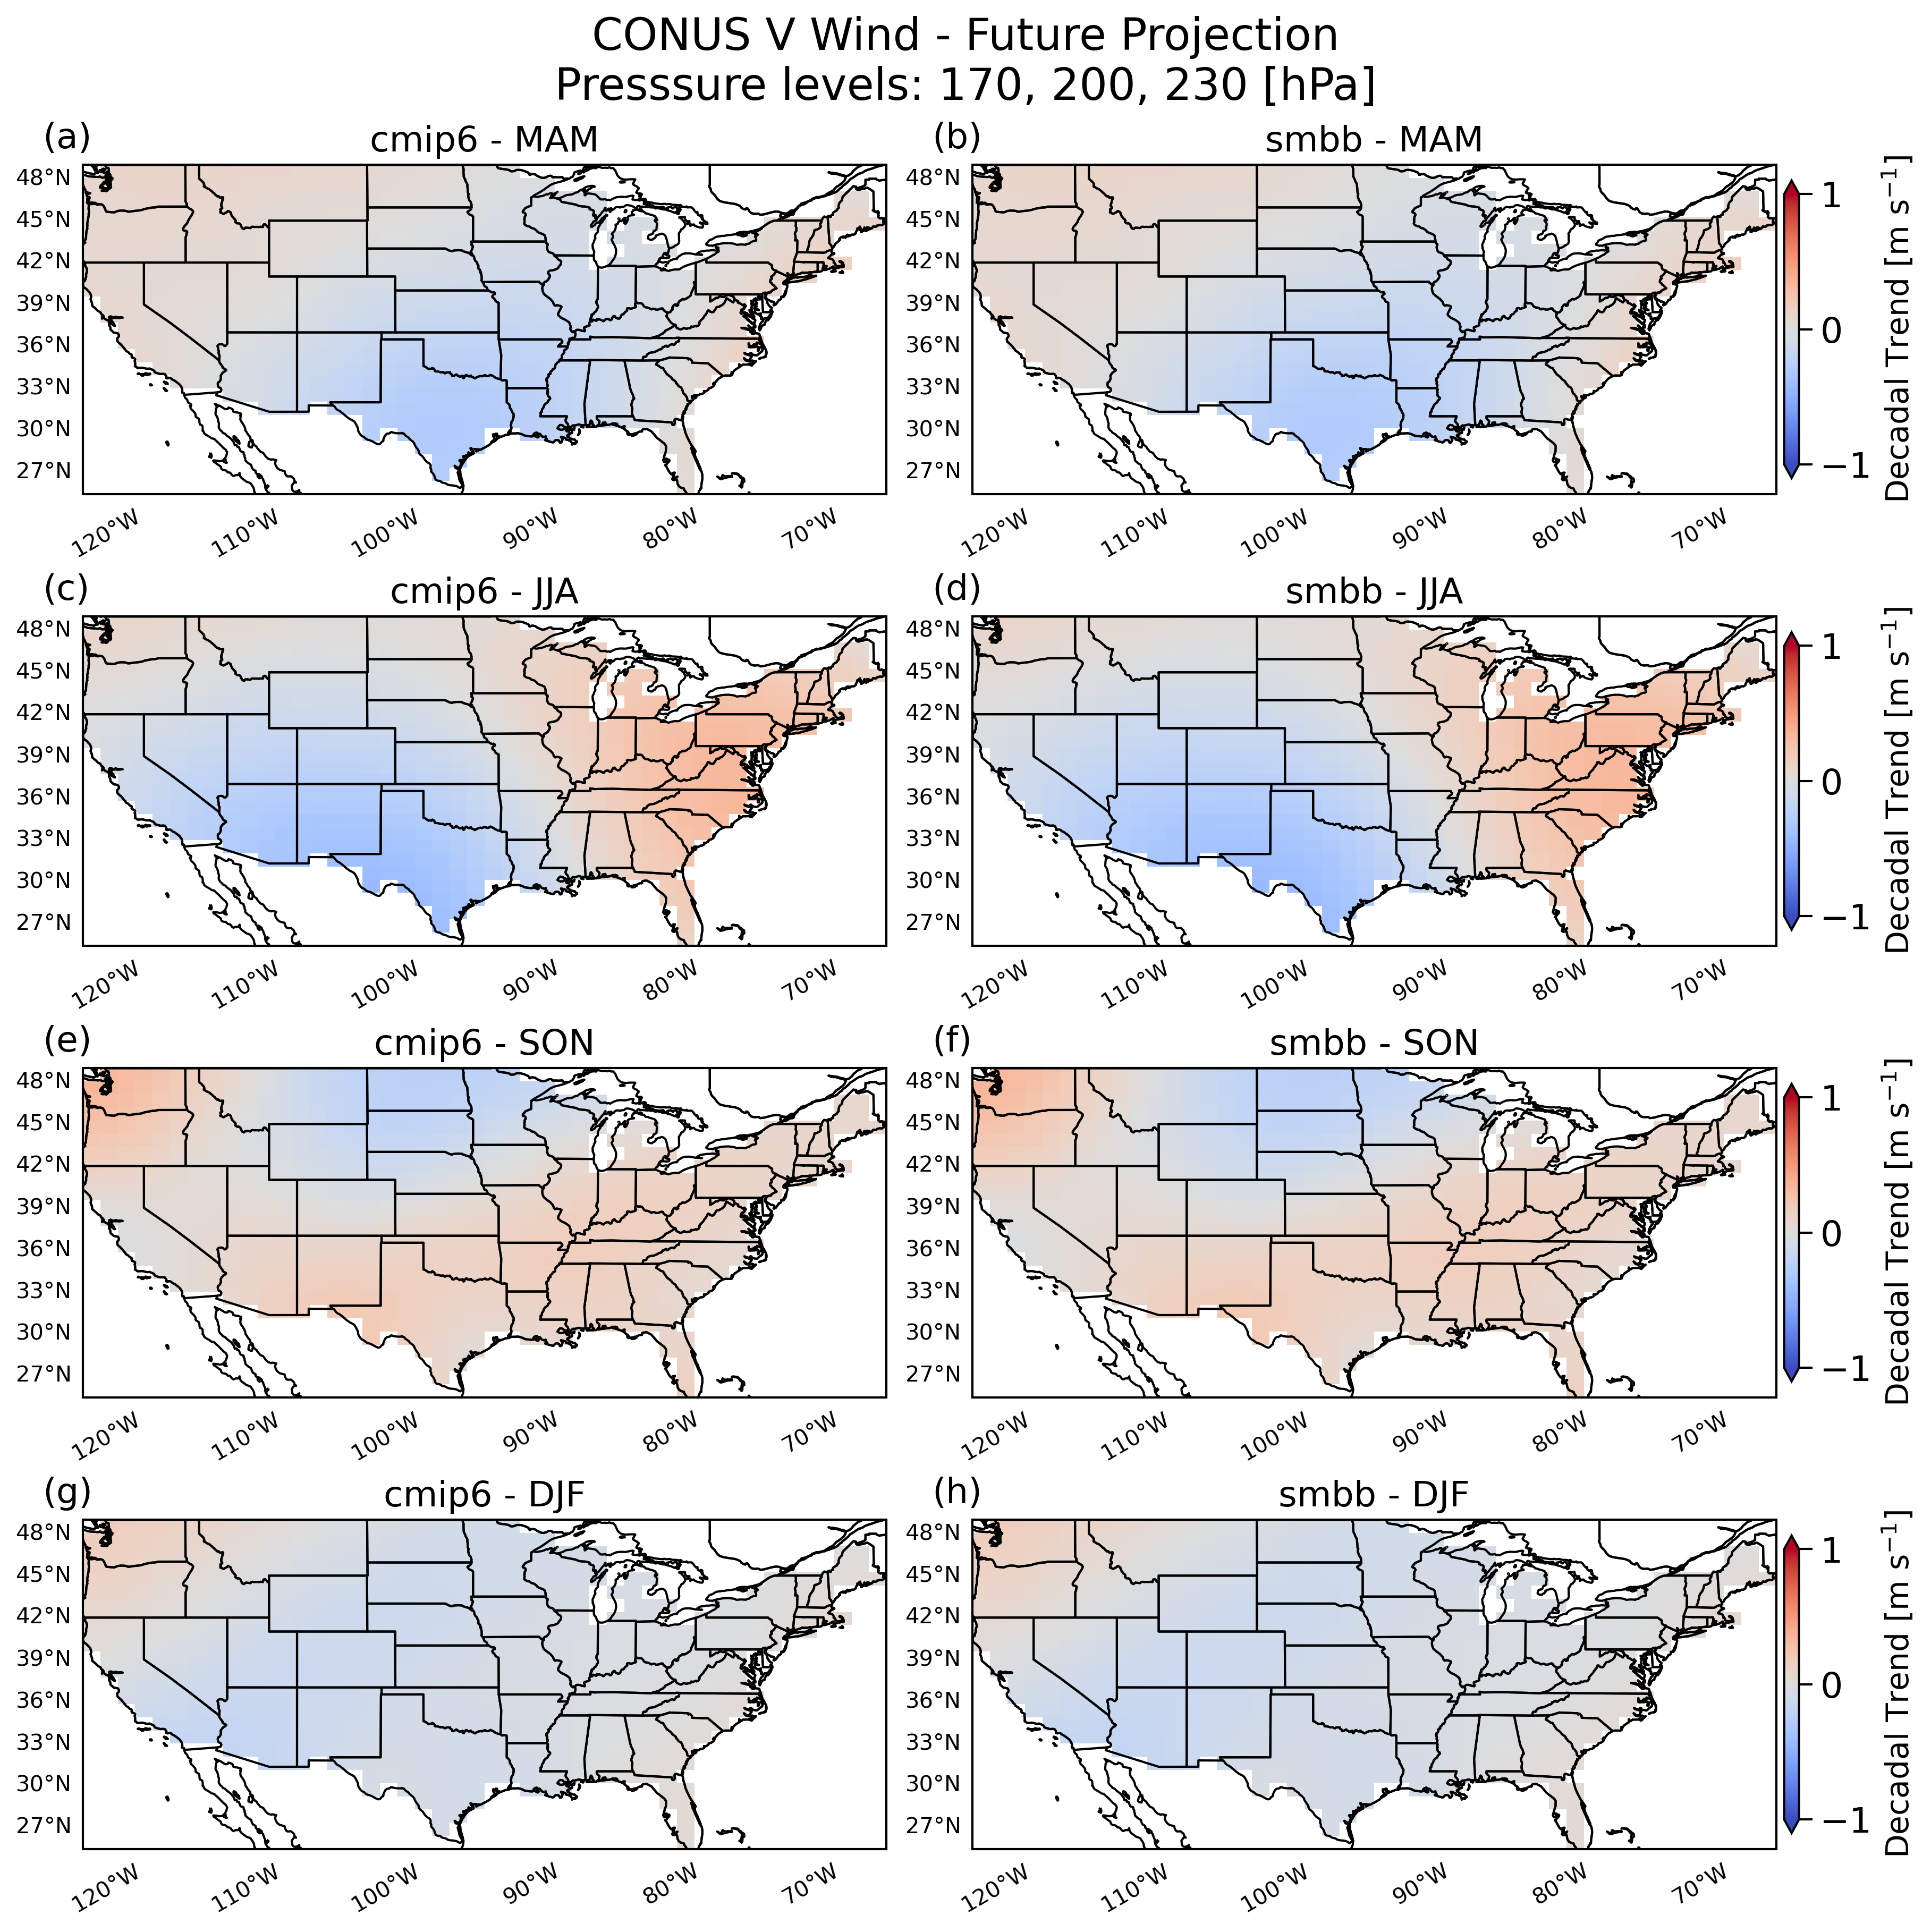 CONUS V Wind - Future Projection
Presssure levels: 170, 200, 230 [hPa]
(a) cmip6 - MAM
48°N
45°N
42°N
39°N
36°N
33°N
30°N
27°N
120°W 110°W 100°W 90°W 80°W 70°W
(b) smbb - MAM
48°N
45°N
42°N
39°N
36°N
33°N
30°N
27°N
120°W 110°W 100°W 90°W 80°W 70°W
1
0
−1
Decadal Trend [m s⁻¹]
(c) cmip6 - JJA
48°N
45°N
42°N
39°N
36°N
33°N
30°N
27°N
120°W 110°W 100°W 90°W 80°W 70°W
(d) smbb - JJA
48°N
45°N
42°N
39°N
36°N
33°N
30°N
27°N
120°W 110°W 100°W 90°W 80°W 70°W
1
0
−1
Decadal Trend [m s⁻¹]
(e) cmip6 - SON
48°N
45°N
42°N
39°N
36°N
33°N
30°N
27°N
120°W 110°W 100°W 90°W 80°W 70°W
(f) smbb - SON
48°N
45°N
42°N
39°N
36°N
33°N
30°N
27°N
120°W 110°W 100°W 90°W 80°W 70°W
1
0
−1
Decadal Trend [m s⁻¹]
(g) cmip6 - DJF
48°N
45°N
42°N
39°N
36°N
33°N
30°N
27°N
120°W 110°W 100°W 90°W 80°W 70°W
(h) smbb - DJF
48°N
45°N
42°N
39°N
36°N
33°N
30°N
27°N
120°W 110°W 100°W 90°W 80°W 70°W
1
0
−1
Decadal Trend [m s⁻¹]